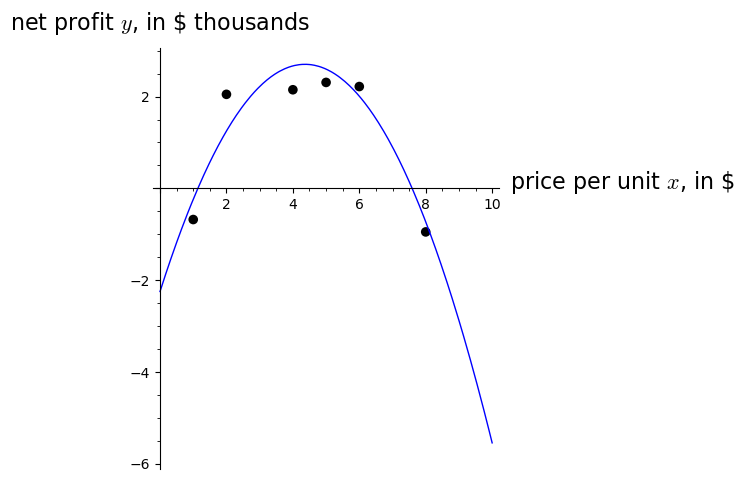 net profit y, in $ thousands
2
price per unit x, in $
2 4 6 8 10
−2
−4
−6